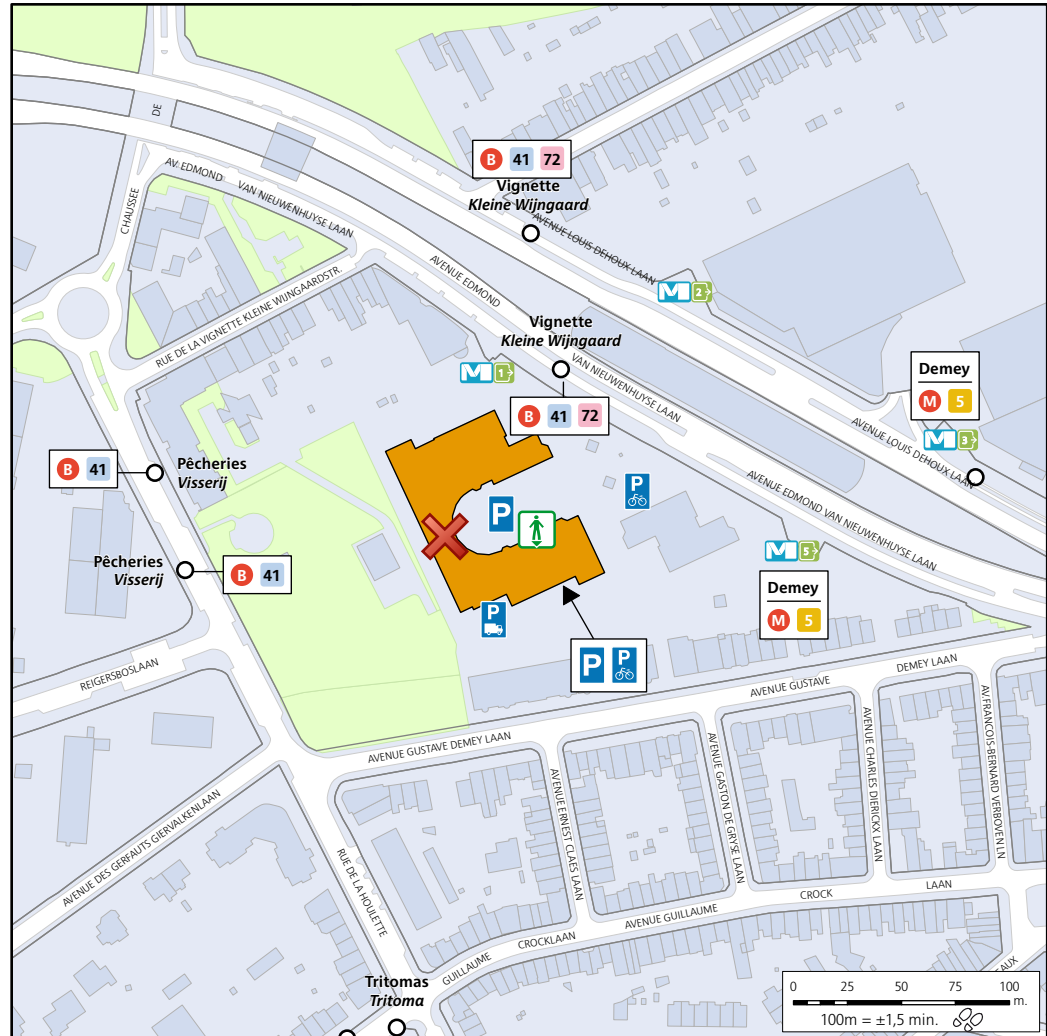 DE
CHAUSSEE
AV. EDMOND
VAN NIEUWENHUYSE LAAN
B 41 72
Vignette
Kleine Wijngaard
AVENUE LOUIS DEHOUX LAAN
M 2
AVENUE EDMOND
RUE DE LA VIGNETTE KLEINE WIJNGAARDSTR.
Vignette
Kleine Wijngaard
VAN NIEUWENHUYSE LAAN
M 1
B 41 72
Demey
M 5
M 3
AVENUE LOUIS DEHOUX LAAN
B 41
Pêcheries
Visserij
P
P
AVENUE EDMOND VAN NIEUWENHUYSE LAAN
Pêcheries
Visserij
B 41
M 5
Demey
M 5
P
P P
REIGERSBOSLAAN
AVENUE GUSTAVE
DEMEY LAAN
AVENUE GUSTAVE DEMEY LAAN
AVENUE ERNEST CLAES LAAN
AVENUE GASTON DE GRYSE LAAN
AVENUE CHARLES DIERICKX LAAN
AV.FRANCOIS-BERNARD VERBOVEN LN
AVENUE DES GERFAUTS GIERVALKENLAAN
RUE DE LA HOULETTE
GUILLAUME
CROCKLAAN
AVENUE GUILLAUME
CROCK
LAAN
Tritomas
Tritoma
0 25 50 75 100
m.
100m = ±1,5 min.